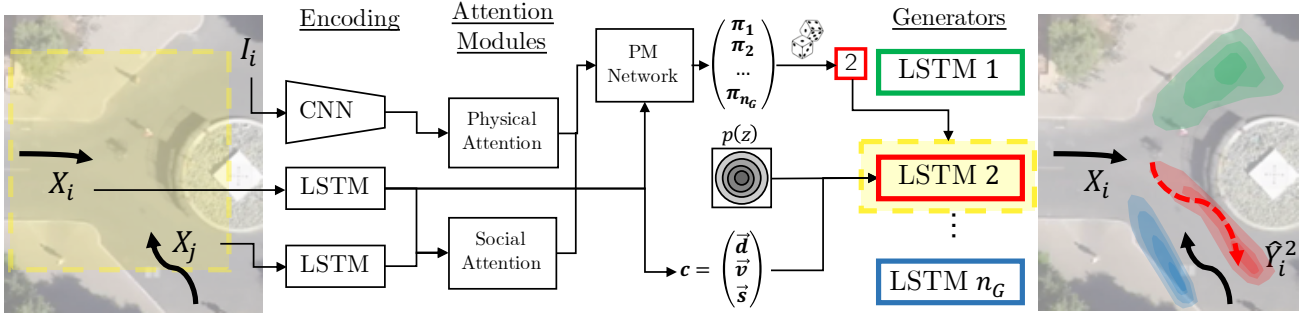 Encoding
Attention
Modules
Generators
I_i
CNN
X_i
LSTM
X_j
LSTM
Physical
Attention
Social
Attention
PM
Network
π_1
π_2
...
π_{n_G}
2
p(z)
c = (d⃗ v⃗ s⃗)
LSTM 1
LSTM 2
⋮
LSTM n_G
X_i
Ŷ_i^2